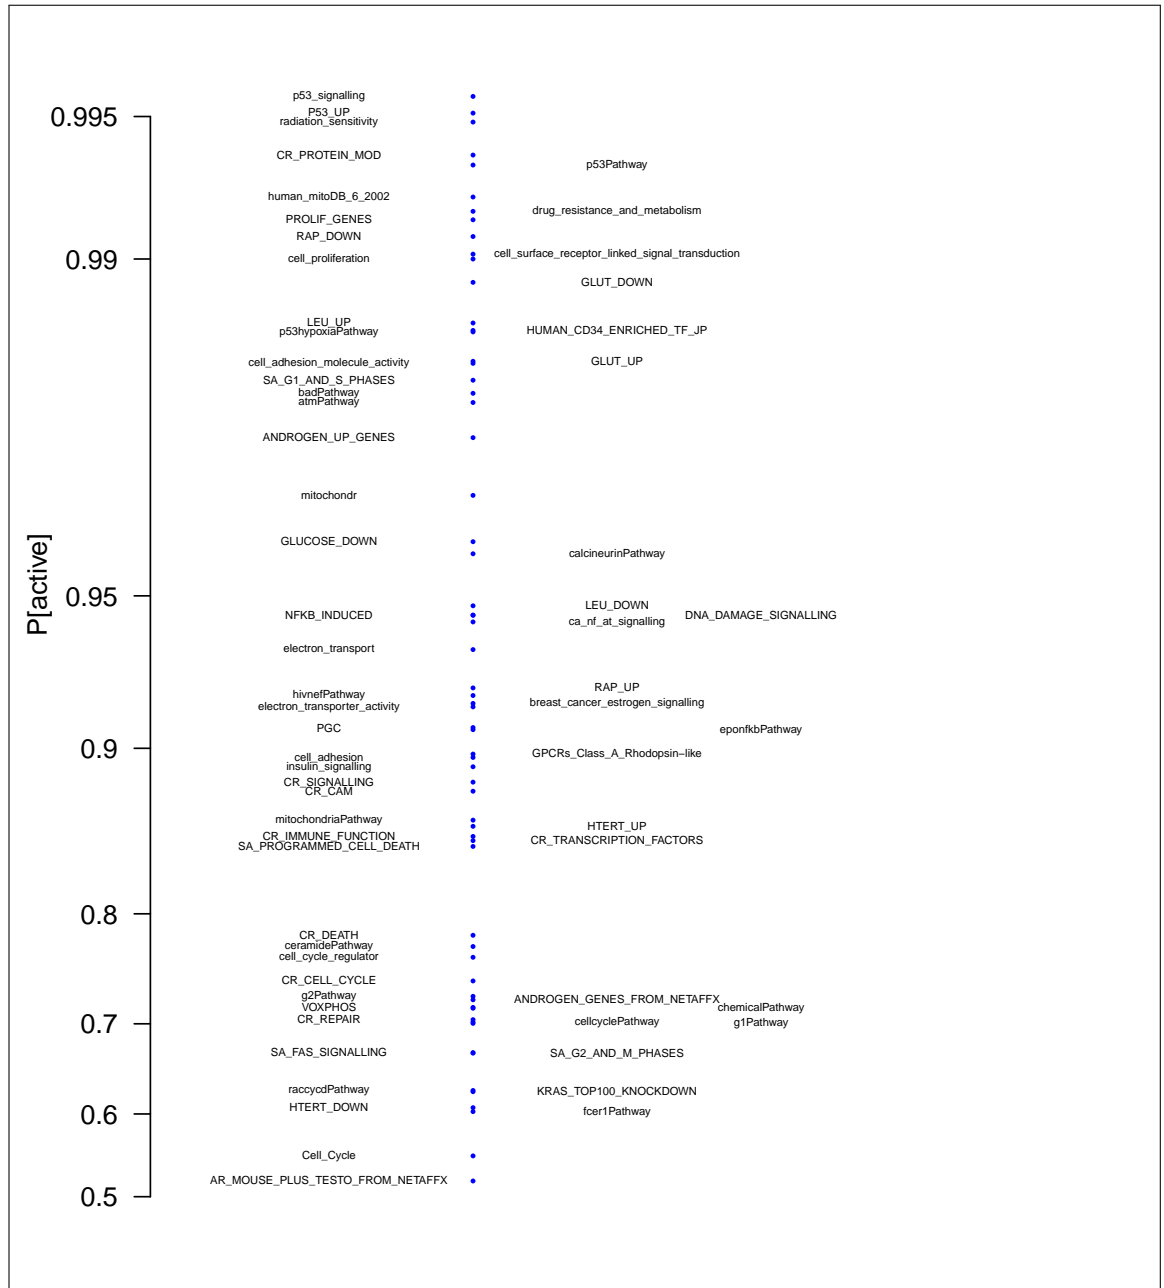 p53_signalling
0.995
P53_UP
radiation_sensitivity
CR_PROTEIN_MOD
p53Pathway
human_mitoDB_6_2002
drug_resistance_and_metabolism
PROLIF_GENES
RAP_DOWN
cell_surface_receptor_linked_signal_transduction
0.99
cell_proliferation
GLUT_DOWN
LEU_UP
p53hypoxiaPathway
HUMAN_CD34_ENRICHED_TF_JP
cell_adhesion_molecule_activity
GLUT_UP
SA_G1_AND_S_PHASES
badPathway
atmPathway
ANDROGEN_UP_GENES
mitochondr
GLUCOSE_DOWN
calcineurinPathway
P[active]
0.95
LEU_DOWN
NFKB_INDUCED
DNA_DAMAGE_SIGNALLING
ca_nf_at_signalling
electron_transport
RAP_UP
hivnefPathway
breast_cancer_estrogen_signalling
electron_transporter_activity
PGC
eponfkbPathway
0.9
GPCRs_Class_A_Rhodopsin−like
cell_adhesion
insulin_signalling
CR_SIGNALLING
CR_CAM
mitochondriaPathway
HTERT_UP
CR_IMMUNE_FUNCTION
CR_TRANSCRIPTION_FACTORS
SA_PROGRAMMED_CELL_DEATH
0.8
CR_DEATH
ceramidePathway
cell_cycle_regulator
CR_CELL_CYCLE
g2Pathway
ANDROGEN_GENES_FROM_NETAFFX
VOXPHOS
chemicalPathway
CR_REPAIR
cellcyclePathway
g1Pathway
0.7
SA_FAS_SIGNALLING
SA_G2_AND_M_PHASES
raccycdPathway
KRAS_TOP100_KNOCKDOWN
HTERT_DOWN
fcer1Pathway
0.6
Cell_Cycle
AR_MOUSE_PLUS_TESTO_FROM_NETAFFX
0.5